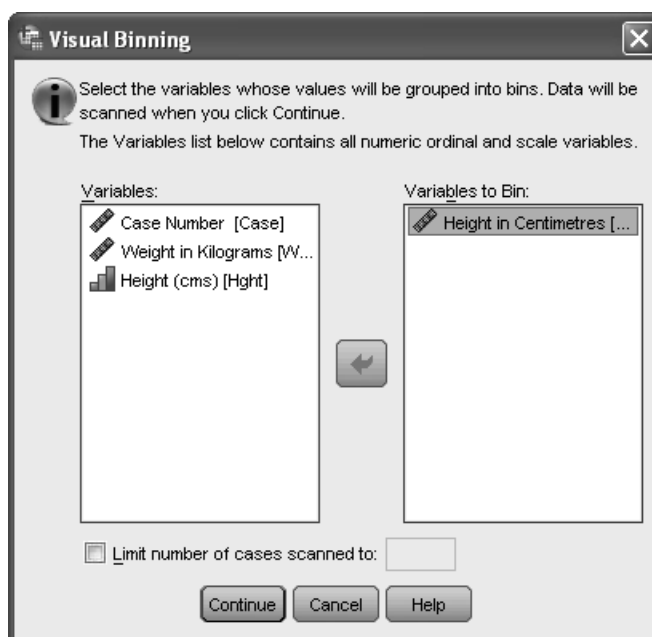 Visual Binning
Select the variables whose values will be grouped into bins. Data will be
scanned when you click Continue.
The Variables list below contains all numeric ordinal and scale variables.
Variables:
Variables to Bin:
Case Number [Case]
Weight in Kilograms [W...
Height (cms) [Hght]
Height in Centimetres [...
Limit number of cases scanned to:
Continue
Cancel
Help